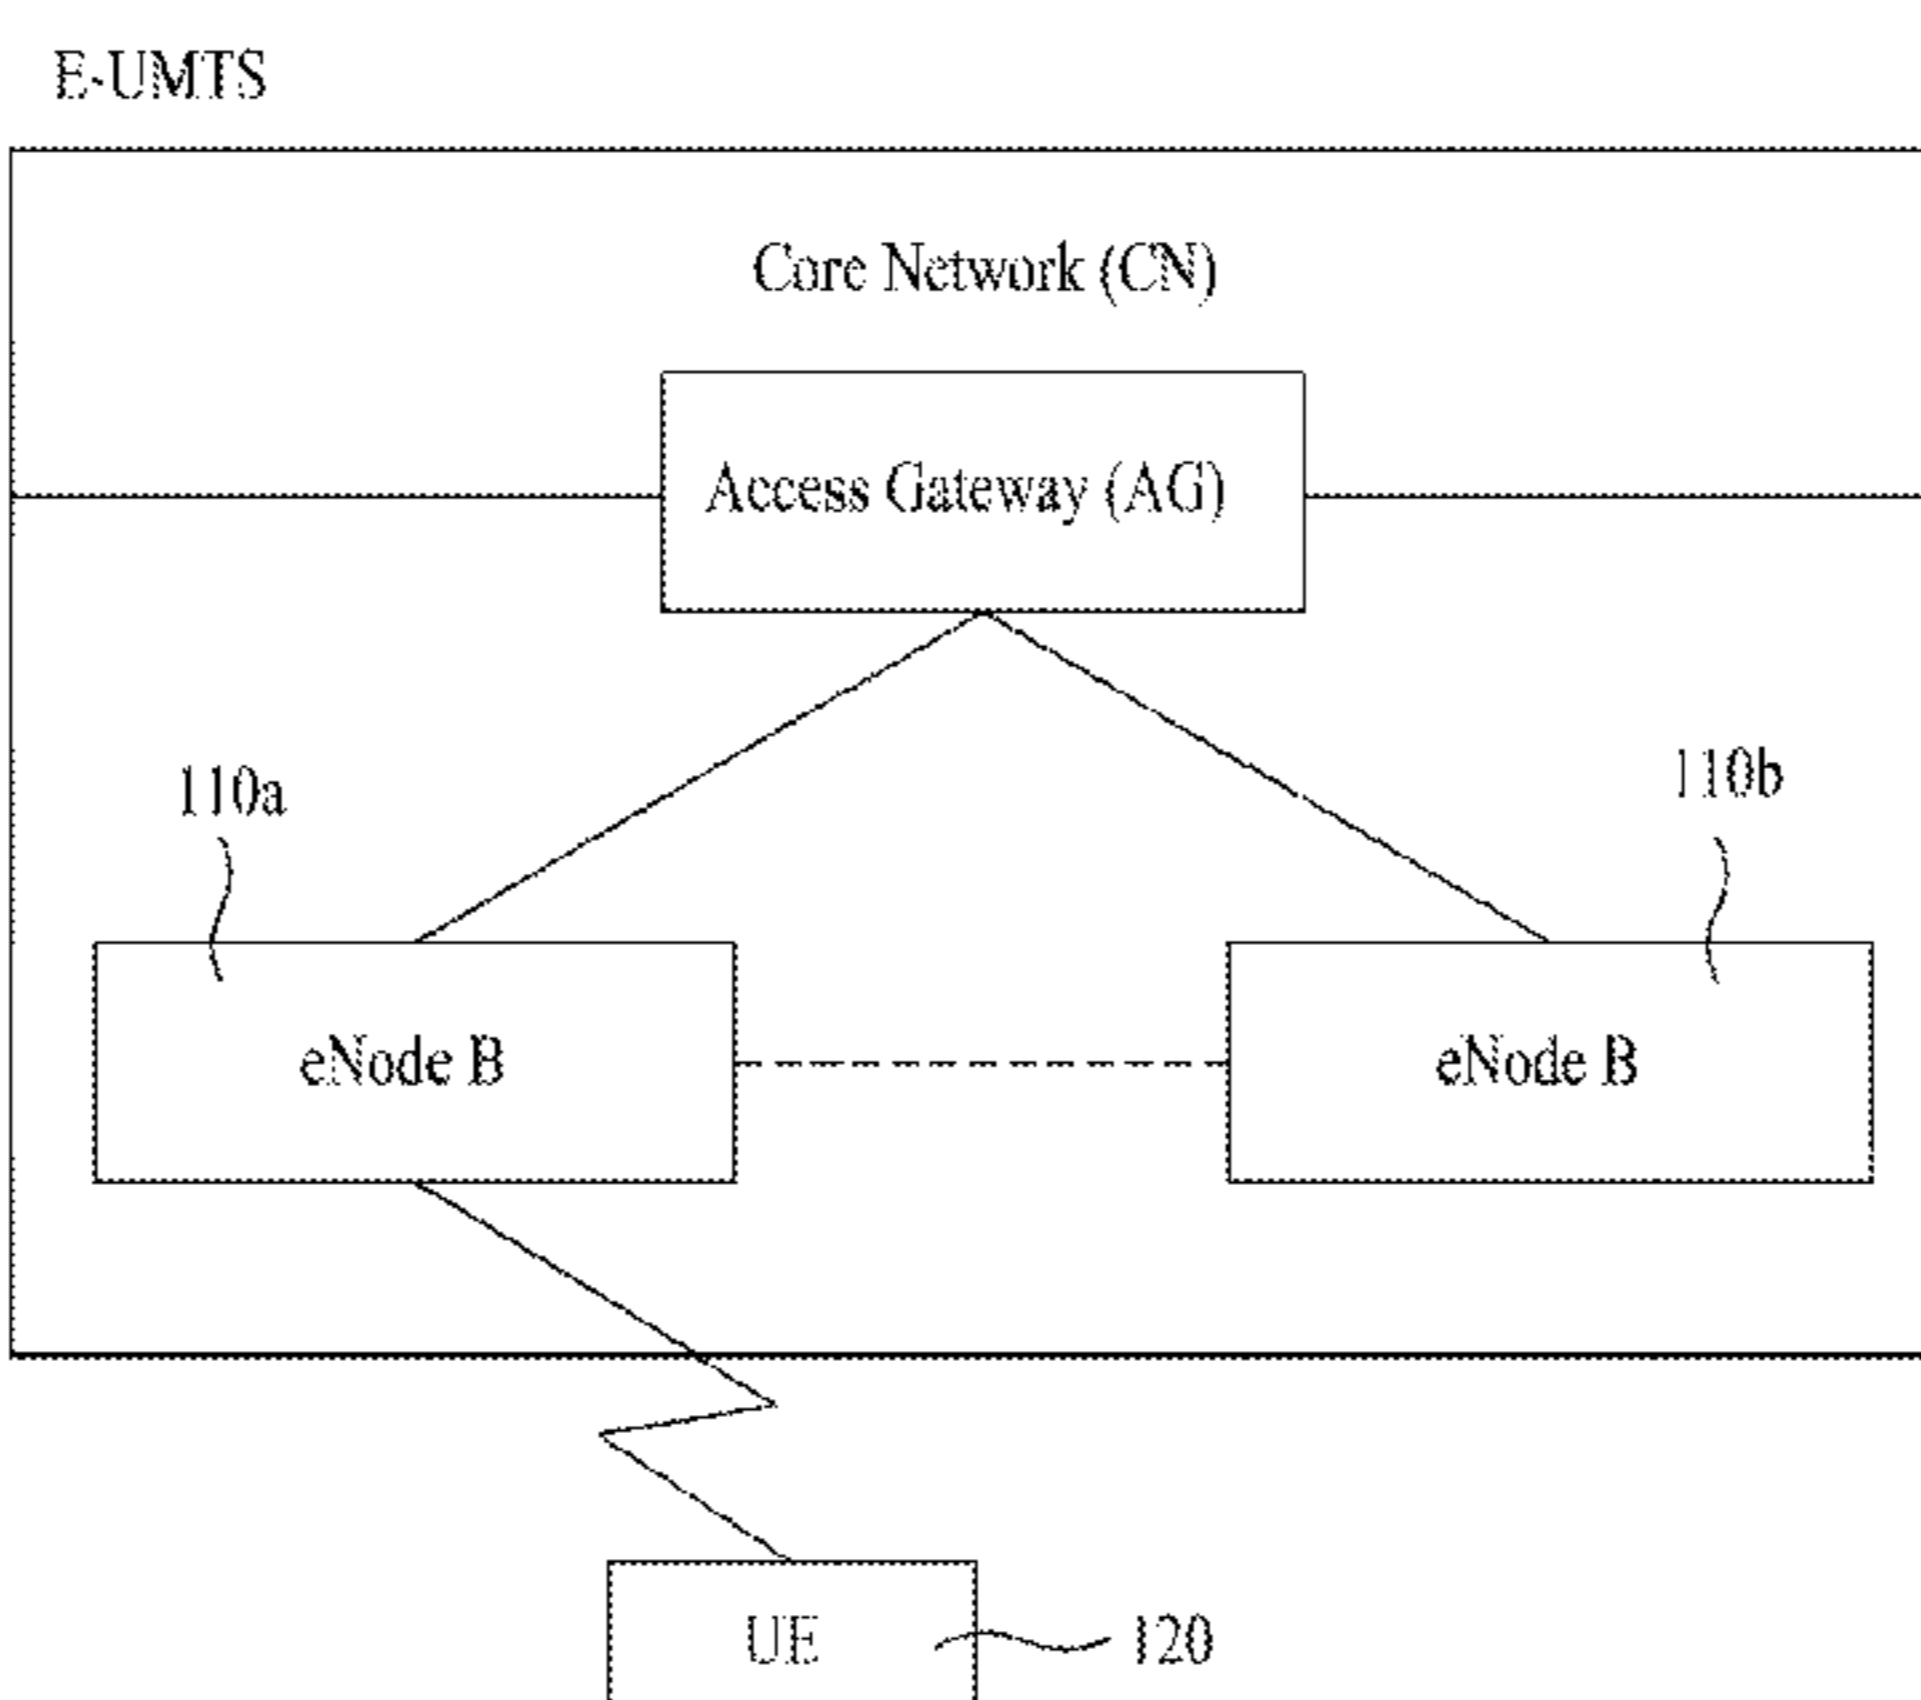 E-UMTS
Core Network (CN)
Access Gateway (AG)
110a
110b
eNode B
eNode B
UE
120